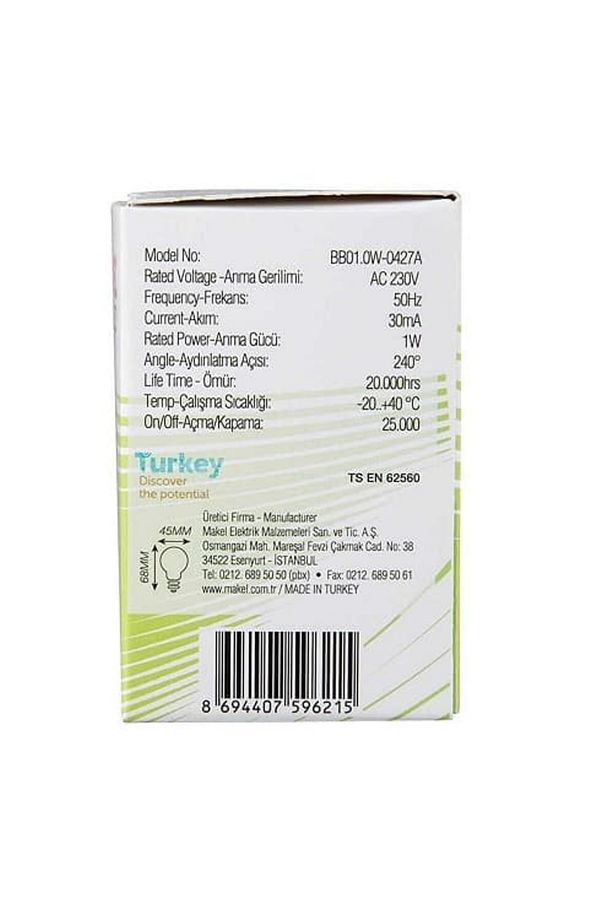 Model No: BB01.0W-0427A
Rated Voltage -Anma Gerilimi: AC 230V
Frequency-Frekans: 50Hz
Current-Akım: 30mA
Rated Power-Anma Gücü: 1W
Angle-Aydınlatma Açısı: 240°
Life Time - Ömür: 20.000hrs
Temp-Çalışma Sıcaklığı: -20..+40 °C
On/Off-Açma/Kapama: 25.000
Turkey
Discover
the potential
TS EN 62560
45MM
68MM
Üretici Firma - Manufacturer
Makel Elektrik Malzemeleri San. ve Tic. A.Ş.
Osmangazi Mah. Mareşal Fevzi Çakmak Cad. No: 38
34522 Esenyurt - İSTANBUL
Tel: 0212. 689 50 50 (pbx) • Fax: 0212. 689 50 61
www.makel.com.tr / MADE IN TURKEY
8 694407 596215